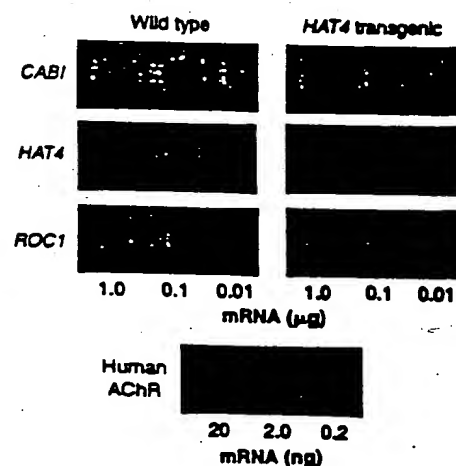 Wild type
HAT4 transgenic
CAB1
HAT4
ROC1
1.0 0.1 0.01
1.0 0.1 0.01
mRNA (μg)
Human
AChR
20 2.0 0.2
mRNA (ng)